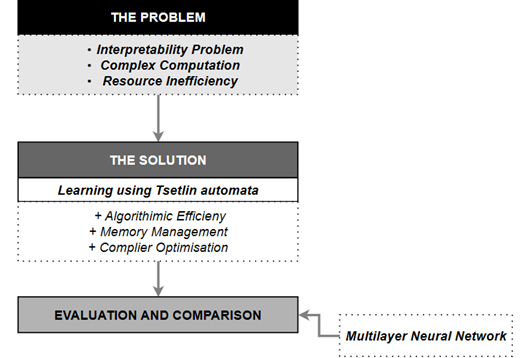 THE PROBLEM
• Interpretability Problem
• Complex Computation
• Resource Inefficiency
THE SOLUTION
Learning using Tsetlin automata
+ Algorithimic Efficieny
+ Memory Management
+ Complier Optimisation
EVALUATION AND COMPARISON
Multilayer Neural Network